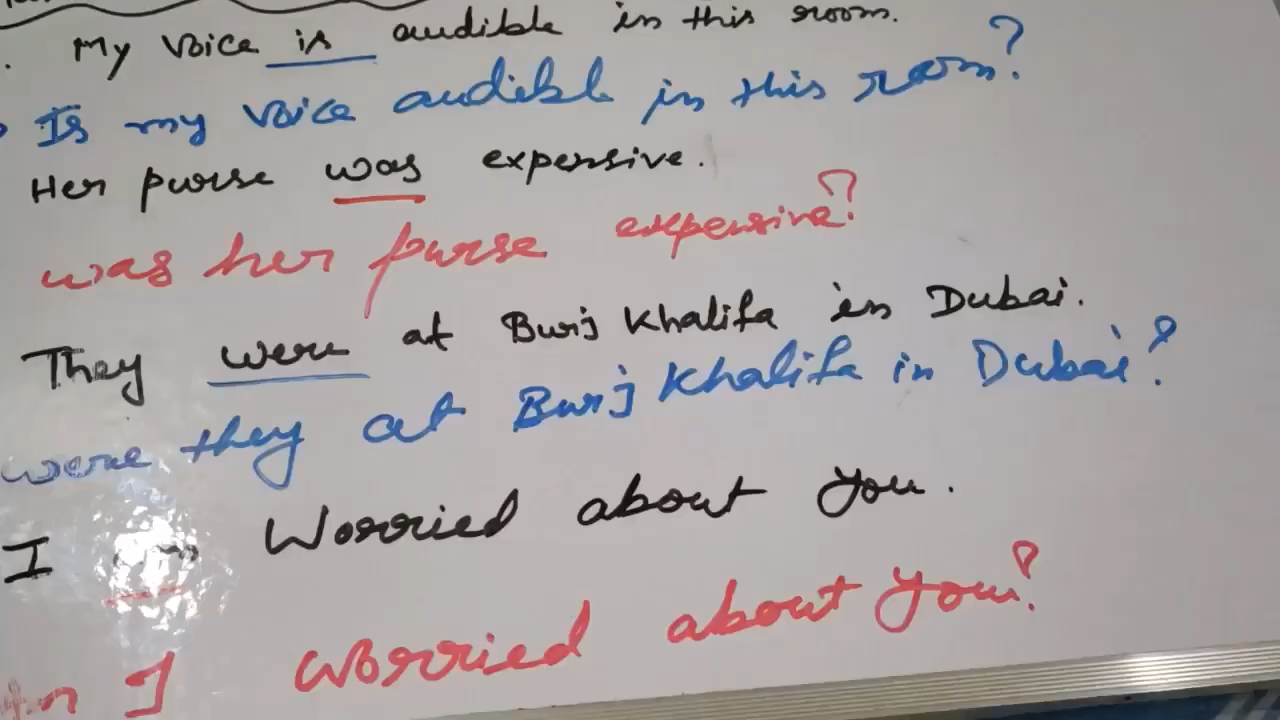 . My voice is audible in this room.
Is my voice audible in this room?
Her purse was expensive.
was her purse expensive?
They were at Burj Khalifa in Dubai.
were they at Burj Khalifa in Dubai?
I am Worried about you.
I worried about you?